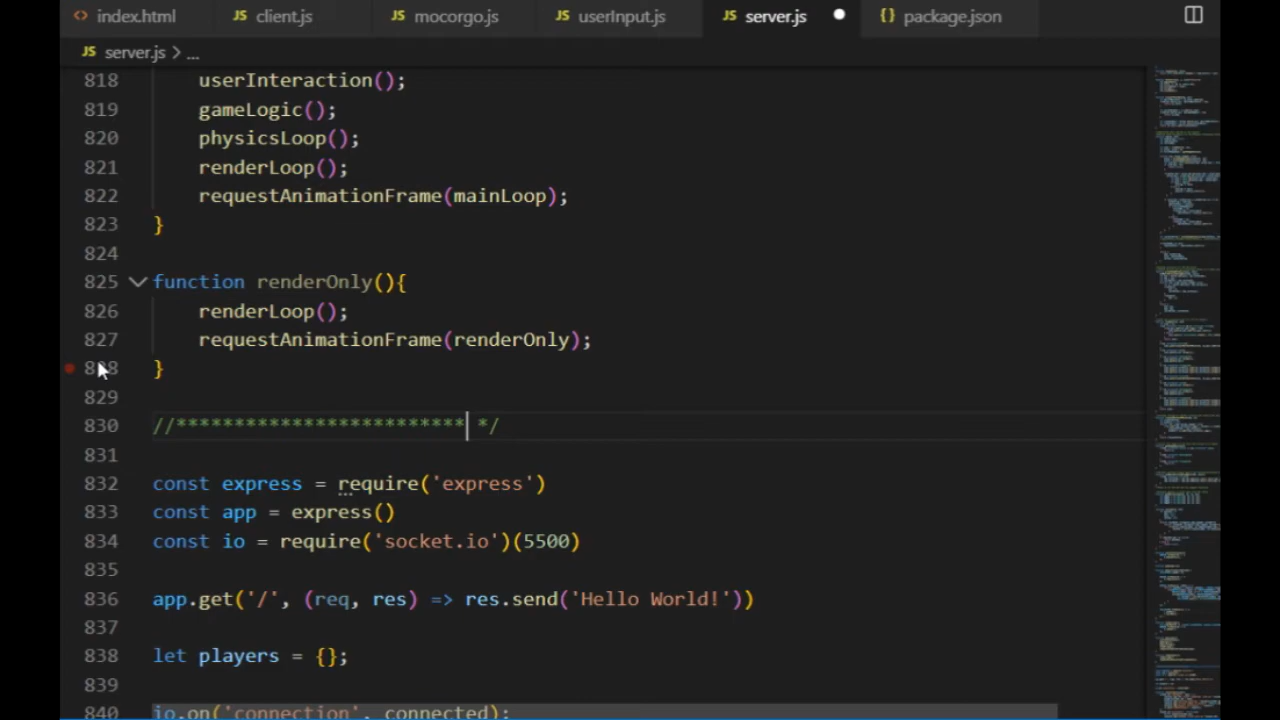 index.html JS client.js JS mocorgo.js JS userInput.js JS server.js {} package.json
JS server.js > ...
818 userInteraction();
819 gameLogic();
820 physicsLoop();
821 renderLoop();
822 requestAnimationFrame(mainLoop);
823 }
824
825 function renderOnly(){
826 renderLoop();
827 requestAnimationFrame(renderOnly);
828 }
829
830 //************************* */
831
832 const express = require('express')
833 const app = express()
834 const io = require('socket.io')(5500)
835
836 app.get('/', (req, res) => res.send('Hello World!'))
837
838 let players = {};
839
840 io.on('connection', connected);